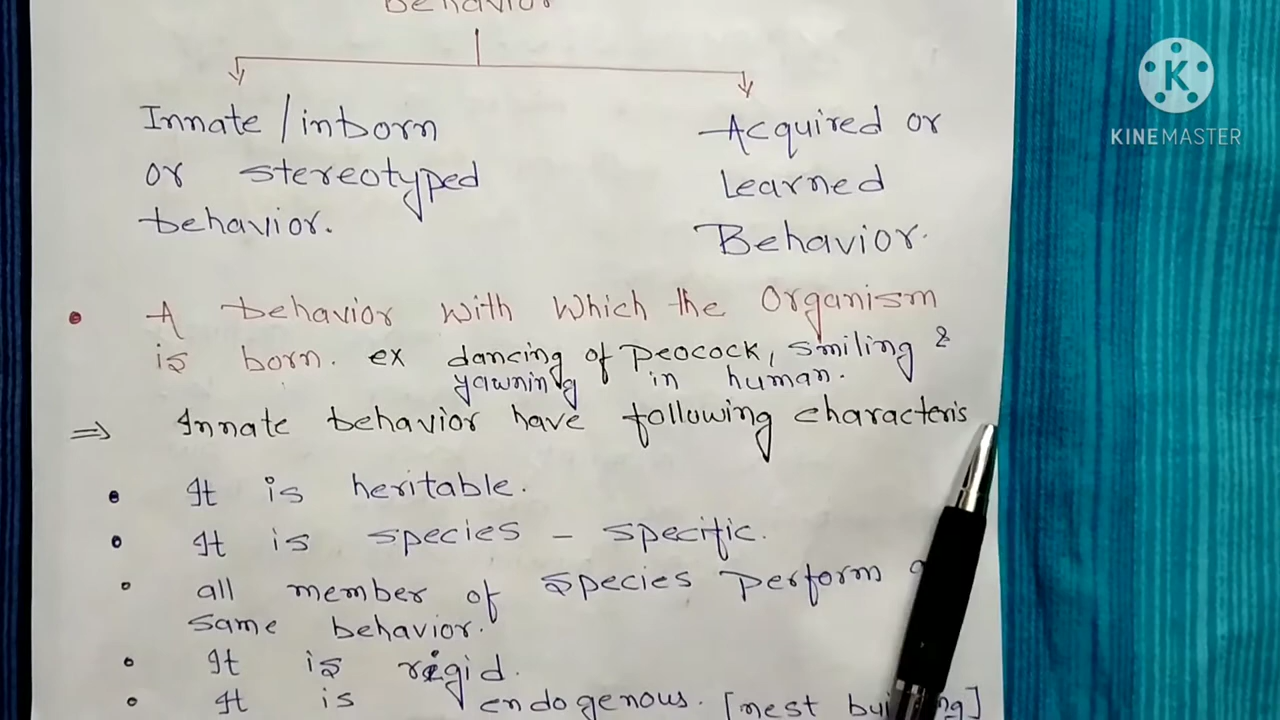 Behavior
Innate/inborn
or stereotyped
behavior.
Acquired or
Learned
Behavior.
• A behavior with which the Organism
is born. ex dancing of peocock, smiling &
yawning in human.
⇒ Innate behavior have following characteris
• It is heritable.
• It is species - specific.
• all member of species perform
same behavior.
• It is rigid.
• It is endogenous. [nest
KINEMASTER